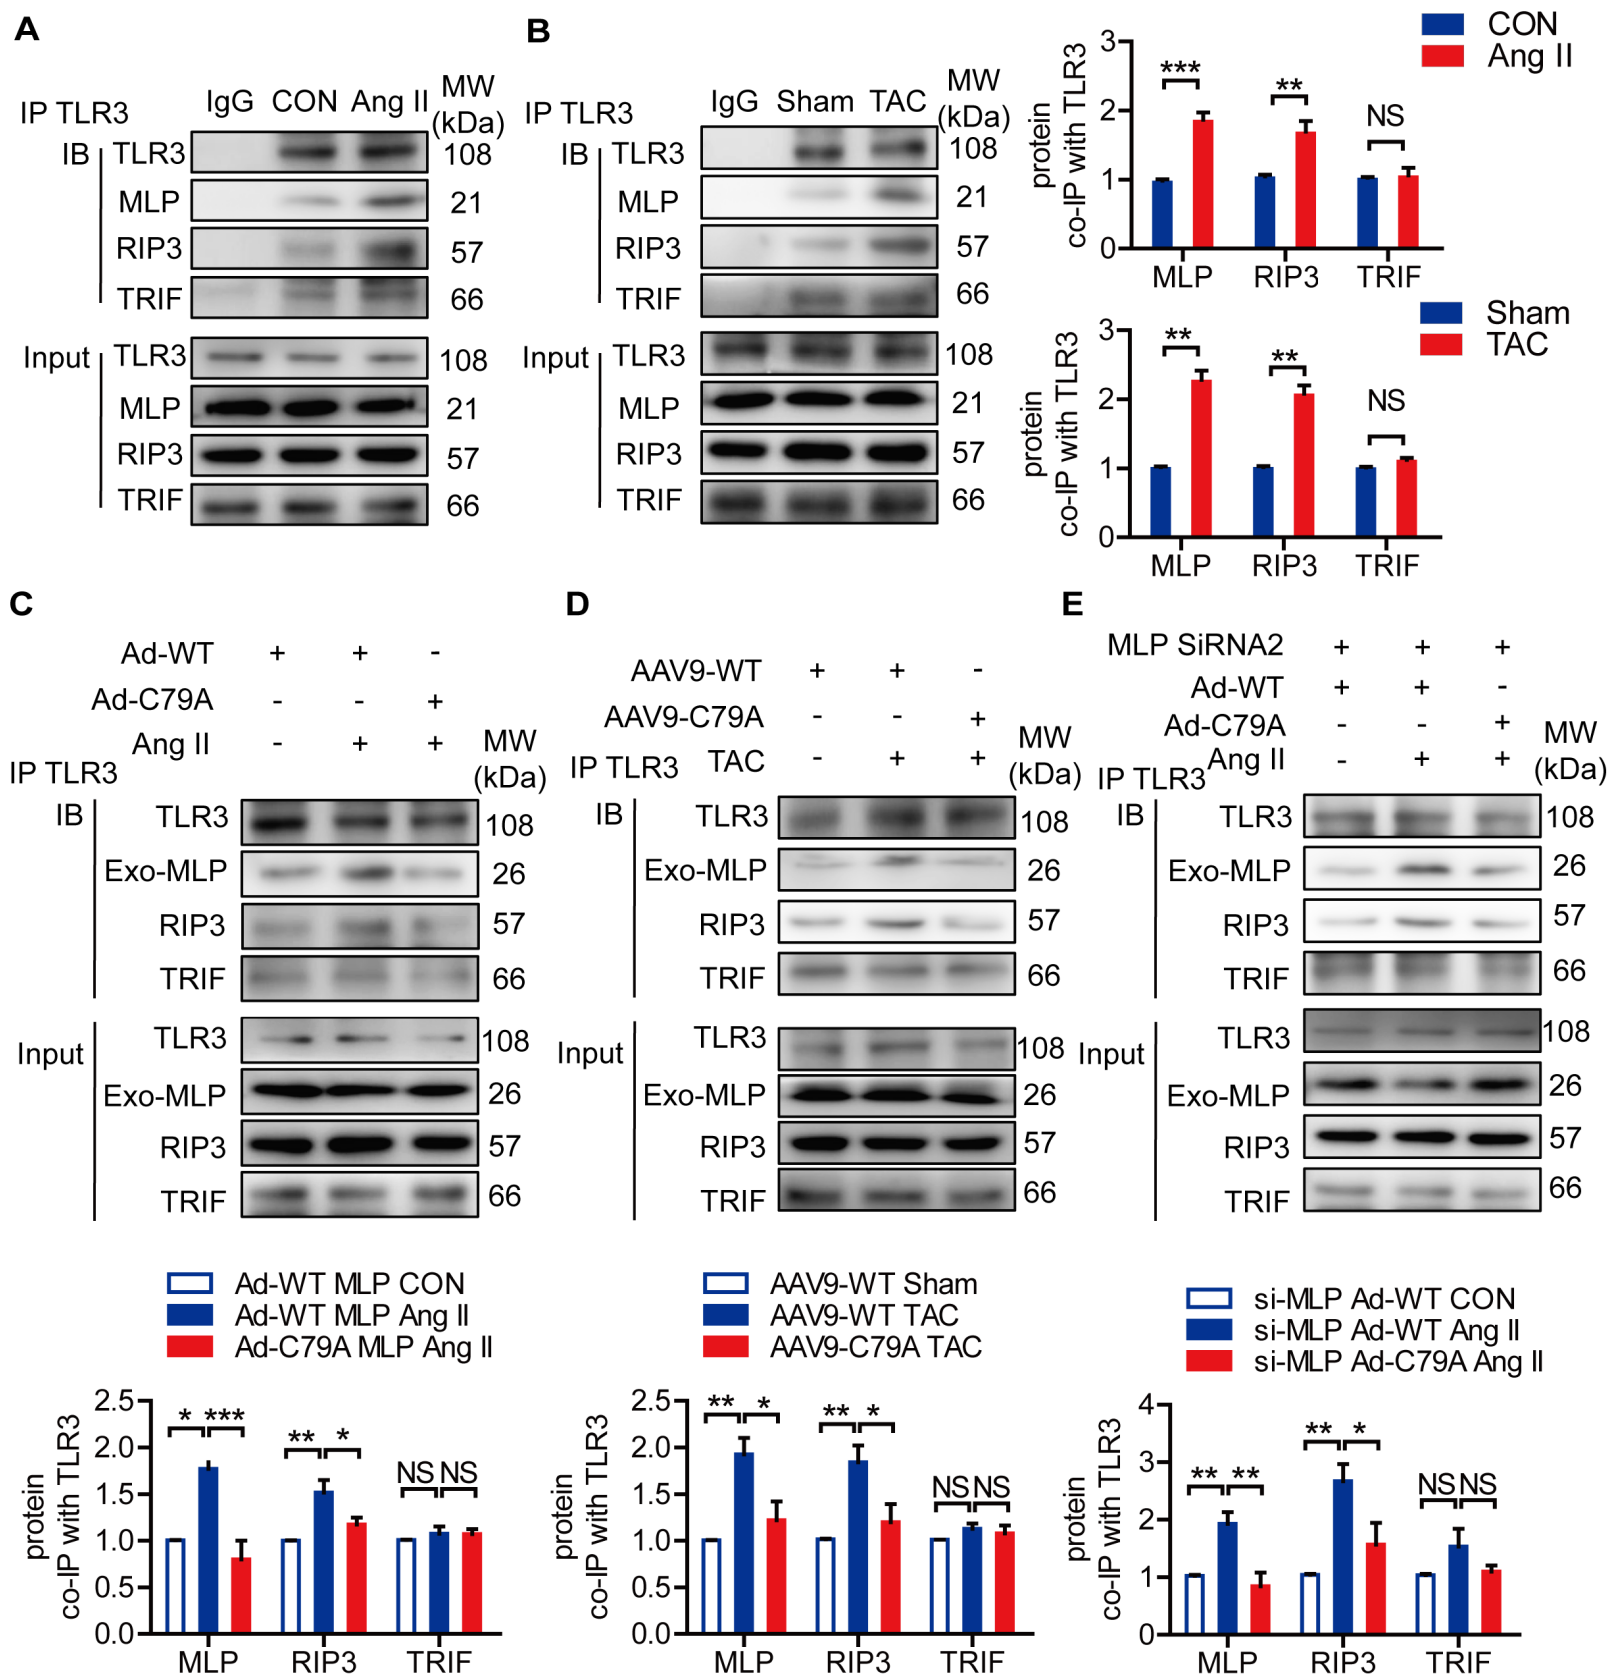 A
IP TLR3
IgG CON Ang II
MW
(kDa)
IB
TLR3 108
MLP 21
RIP3 57
TRIF 66
Input
TLR3 108
MLP 21
RIP3 57
TRIF 66
B
IP TLR3
IgG Sham TAC
MW
(kDa)
IB
TLR3 108
MLP 21
RIP3 57
TRIF 66
Input
TLR3 108
MLP 21
RIP3 57
TRIF 66
CON
Ang II
protein
co-IP with TLR3
3
2
1
0
*** ** NS
MLP RIP3 TRIF
Sham
TAC
protein
co-IP with TLR3
3
2
1
0
** ** NS
MLP RIP3 TRIF
C
Ad-WT + + -
Ad-C79A - - +
Ang II - + +
MW
(kDa)
IP TLR3
IB
TLR3 108
Exo-MLP 26
RIP3 57
TRIF 66
Input
TLR3 108
Exo-MLP 26
RIP3 57
TRIF 66
Ad-WT MLP CON
Ad-WT MLP Ang II
Ad-C79A MLP Ang II
protein
co-IP with TLR3
2.5
2.0
1.5
1.0
0.5
0.0
* *** ** * NS NS
MLP RIP3 TRIF
D
AAV9-WT + + -
AAV9-C79A - - +
TAC - + +
MW
(kDa)
IP TLR3
IB
TLR3 108
Exo-MLP 26
RIP3 57
TRIF 66
Input
TLR3 108
Exo-MLP 26
RIP3 57
TRIF 66
AAV9-WT Sham
AAV9-WT TAC
AAV9-C79A TAC
protein
co-IP with TLR3
2.5
2.0
1.5
1.0
0.5
0.0
** * ** * NS NS
MLP RIP3 TRIF
E
MLP SiRNA2 + + +
Ad-WT + + -
Ad-C79A - - +
Ang II - + +
MW
(kDa)
IP TLR3
IB
TLR3 108
Exo-MLP 26
RIP3 57
TRIF 66
Input
TLR3 108
Exo-MLP 26
RIP3 57
TRIF 66
si-MLP Ad-WT CON
si-MLP Ad-WT Ang II
si-MLP Ad-C79A Ang II
protein
co-IP with TLR3
4
3
2
1
0
** ** ** * NS NS
MLP RIP3 TRIF